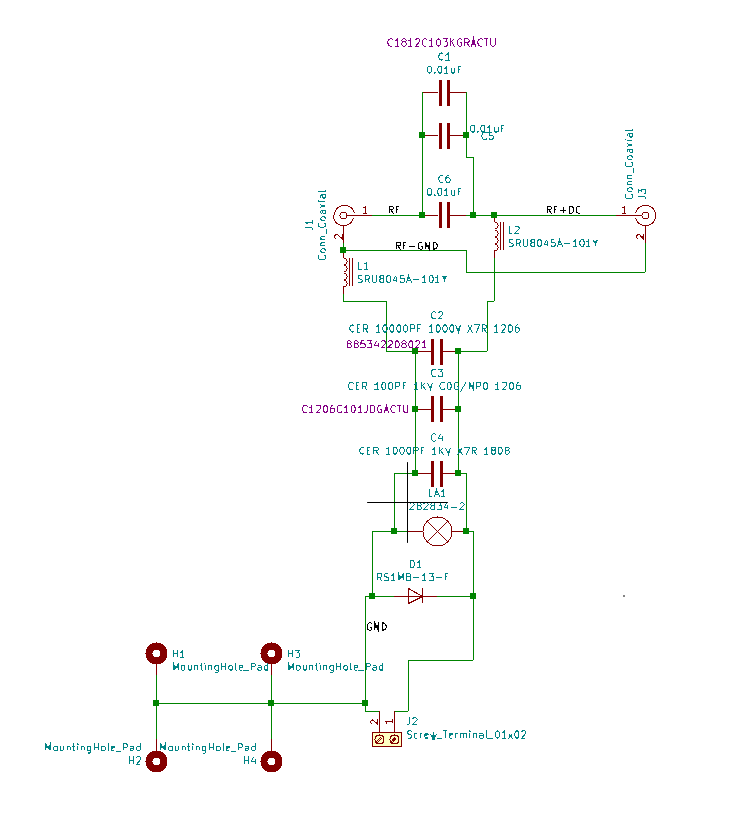 C1812C103KGRACTU
C1
0.01uF
0.01uF
C5
C6
0.01uF
J1
Conn_Coaxial
1
RF
RF+DC
1
Conn_Coaxial
J3
2
2
RF-GND
L2
SRU8045A-101Y
L1
SRU8045A-101Y
C2
CER 10000PF 1000V X7R 1206
885342208021
C3
CER 100PF 1KV C0G/NP0 1206
C1206C101JDGACTU
C4
CER 1000PF 1KV X7R 1808
LA1
282834-2
D1
RS1MB-13-F
GND
H1
MountingHole_Pad
H3
MountingHole_Pad
2
1
J2
Screw_Terminal_01x02
MountingHole_Pad
H2
MountingHole_Pad
H4